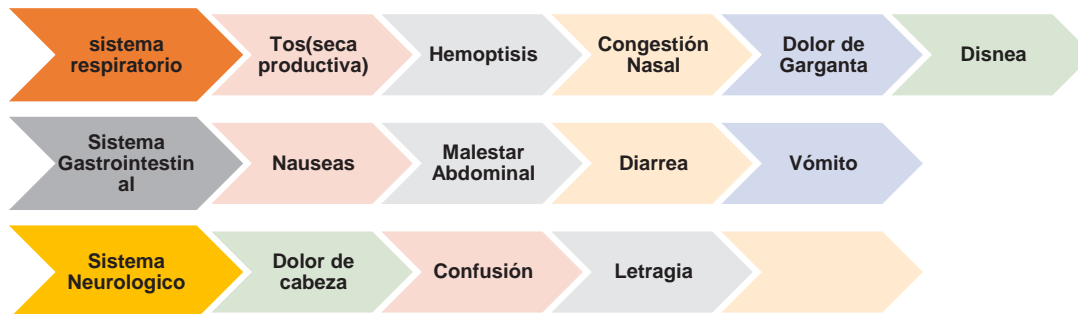 sistema
respiratorio
Tos(seca
productiva)
Hemoptisis
Congestión
Nasal
Dolor de
Garganta
Disnea
Sistema
Gastrointestin
al
Nauseas
Malestar
Abdominal
Diarrea
Vómito
Sistema
Neurologico
Dolor de
cabeza
Confusión
Letragia